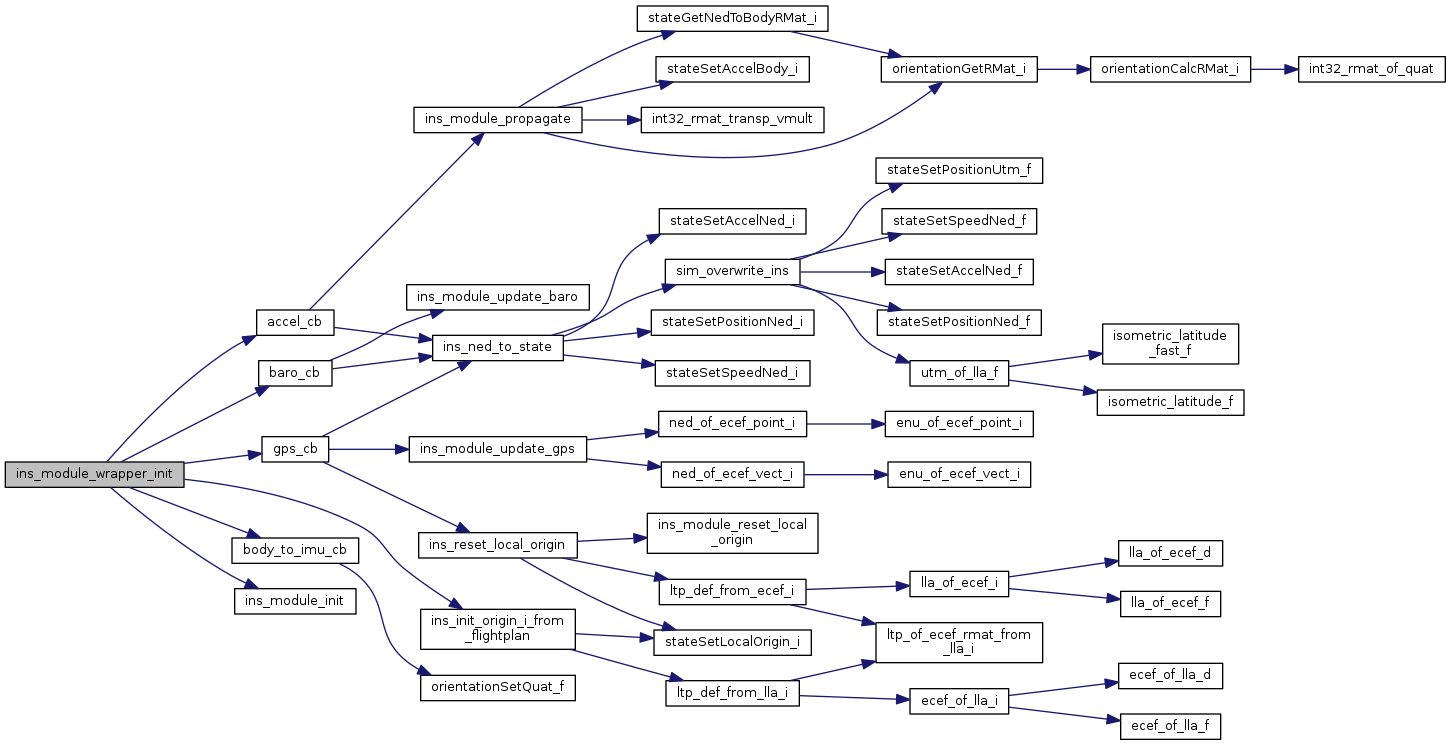 stateGetNedToBodyRMat_i
stateSetAccelBody_i
orientationGetRMat_i
orientationCalcRMat_i
int32_rmat_of_quat
ins_module_propagate
int32_rmat_transp_vmult
stateSetPositionUtm_f
stateSetAccelNed_i
stateSetSpeedNed_f
sim_overwrite_ins
stateSetAccelNed_f
ins_module_update_baro
accel_cb
stateSetPositionNed_i
stateSetPositionNed_f
ins_ned_to_state
isometric_latitude
_fast_f
baro_cb
stateSetSpeedNed_i
utm_of_lla_f
isometric_latitude_f
ned_of_ecef_point_i
enu_of_ecef_point_i
gps_cb
ins_module_update_gps
ins_module_wrapper_init
ned_of_ecef_vect_i
enu_of_ecef_vect_i
ins_module_reset_local
_origin
ins_reset_local_origin
body_to_imu_cb
lla_of_ecef_d
ltp_def_from_ecef_i
lla_of_ecef_i
ins_module_init
lla_of_ecef_f
ins_init_origin_i_from
_flightplan
stateSetLocalOrigin_i
ltp_of_ecef_rmat_from
_lla_i
orientationSetQuat_f
ltp_def_from_lla_i
ecef_of_lla_i
ecef_of_lla_d
ecef_of_lla_f